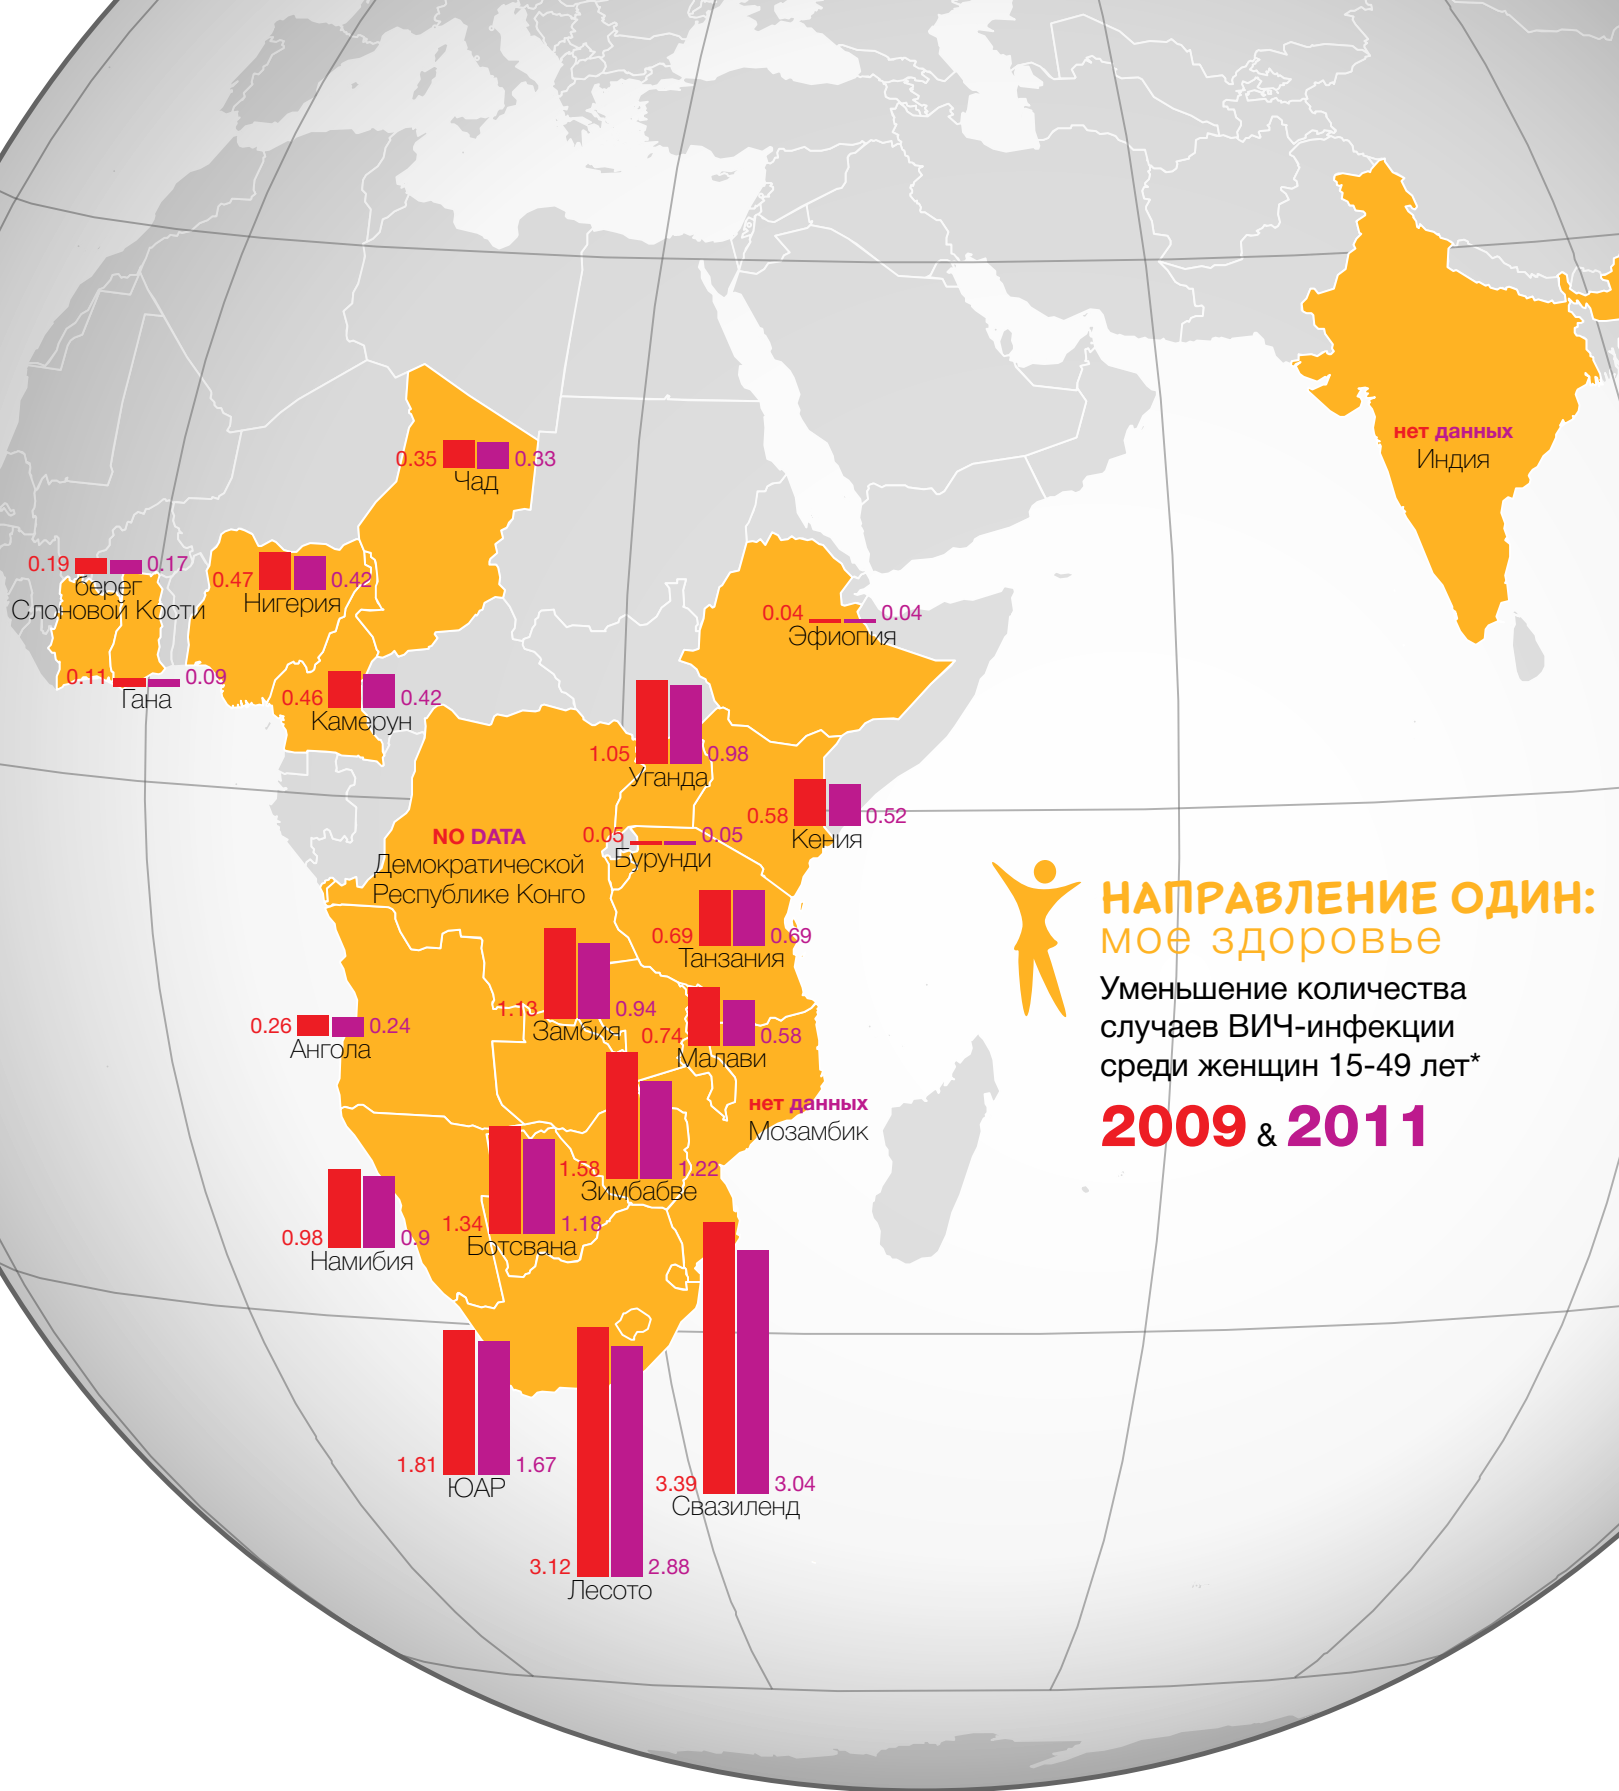 0.35 0.33
Чад
нет данных
Индия
0.19 0.17
берег
Слоновой Кости
0.47 0.42
Нигерия
0.04 0.04
Эфиопия
0.11 0.09
Гана
0.46 0.42
Камерун
1.05 0.98
Уганда
0.58 0.52
Кения
NO DATA
Демократической
Республике Конго
0.05 0.05
Бурунди
0.69 0.69
Танзания
НАПРАВЛЕНИЕ ОДИН:
мое здоровье
Уменьшение количества
случаев ВИЧ-инфекции
среди женщин 15-49 лет*
2009 & 2011
1.13 0.94
Замбия
0.26 0.24
Ангола
0.74 0.58
Малави
нет данных
Мозамбик
1.58 1.22
Зимбабве
1.34 1.18
Ботсвана
0.98 0.9
Намибия
1.81 1.67
ЮАР
3.39 3.04
Свазиленд
3.12 2.88
Лесото